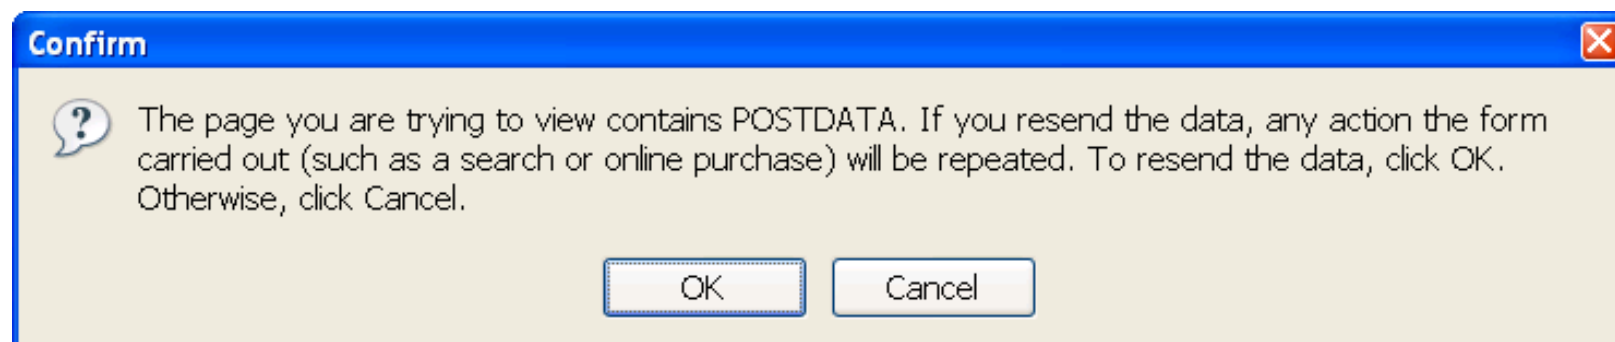 Confirm
The page you are trying to view contains POSTDATA. If you resend the data, any action the form
carried out (such as a search or online purchase) will be repeated. To resend the data, click OK.
Otherwise, click Cancel.
OK Cancel